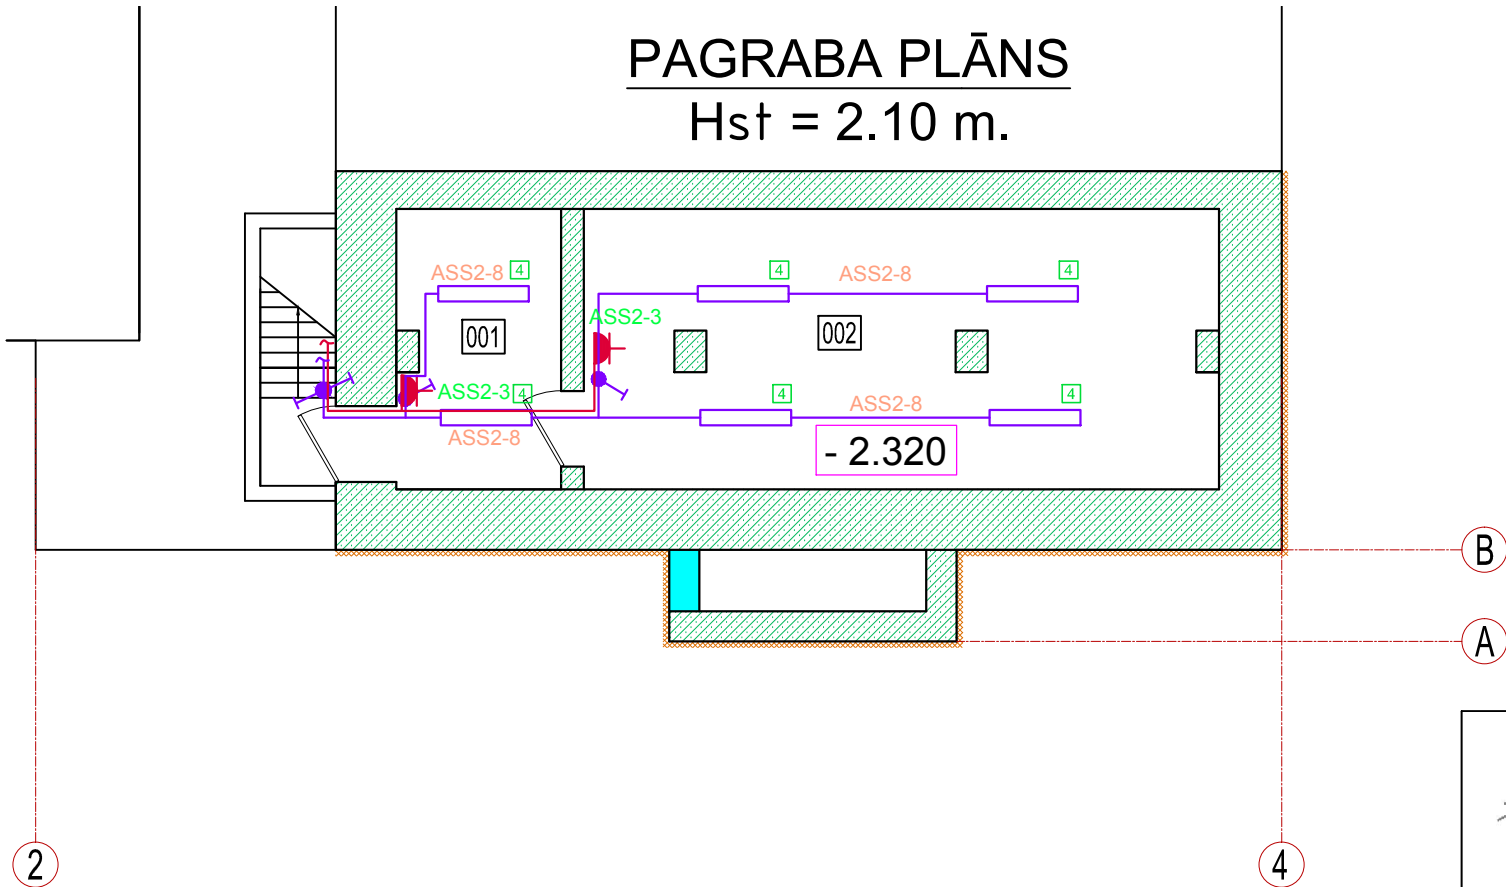 PAGRABA PLĀNS
Hst = 2.10 m.
ASS2-8 4
4
ASS2-8
4
ASS2-3
001
002
ASS2-3 4
4
ASS2-8
4
ASS2-8
- 2.320
B
A
2
4